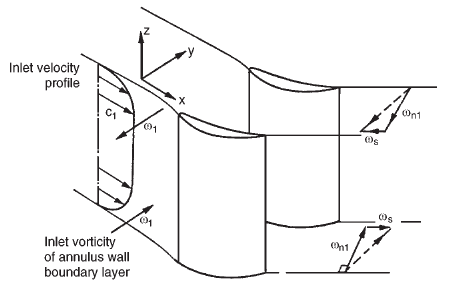 z
y
Inlet velocity
profile
x
c1
ω1
ωn1
ωs
ω1
ωs
ωn1
Inlet vorticity
of annulus wall
boundary layer